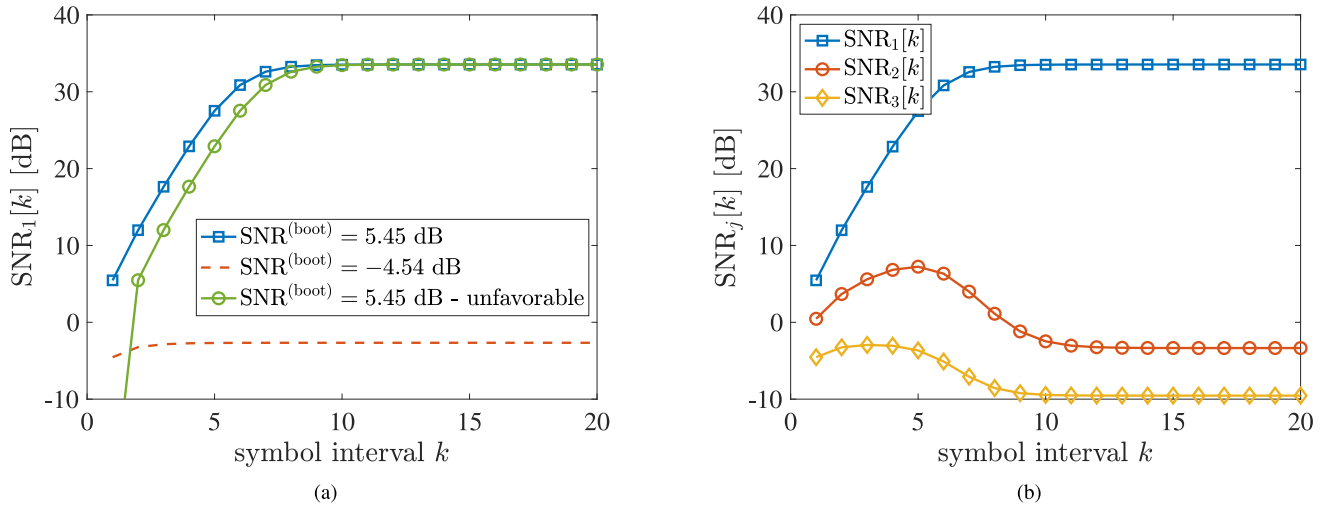 40
30
20
10
0
-10
0
5
10
15
20
SNR₁[k] [dB]
symbol interval k
SNR⁽ᵇᵒᵒᵗ⁾ = 5.45 dB
SNR⁽ᵇᵒᵒᵗ⁾ = −4.54 dB
SNR⁽ᵇᵒᵒᵗ⁾ = 5.45 dB - unfavorable
(a)
40
30
20
10
0
-10
0
5
10
15
20
SNRⱼ[k] [dB]
symbol interval k
SNR₁[k]
SNR₂[k]
SNR₃[k]
(b)